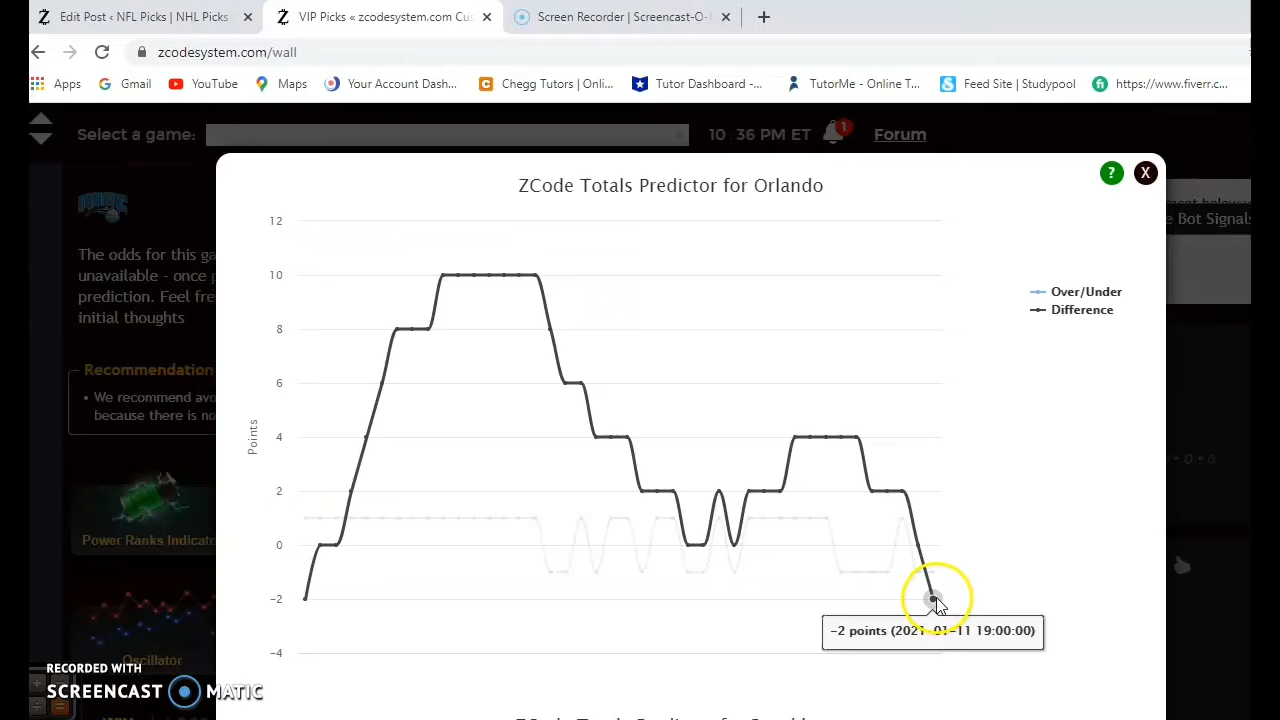 Edit Post ‹ NFL Picks | NHL Picks
VIP Picks « zcodesystem.com Cus
Screen Recorder | Screencast-O-
zcodesystem.com/wall
Apps
Gmail
YouTube
Maps
Your Account Dash...
Chegg Tutors | Onli...
Tutor Dashboard -...
TutorMe - Online T...
Feed Site | Studypool
https://www.fiverr.c...
Select a game:
10:36 PM ET
1
Forum
? X
ZCode Totals Predictor for Orlando
MAGIC
The odds for this ga
unavailable - once
prediction. Feel fre
initial thoughts
Recommendation
• We recommend avo
because there is no
Power Ranks Indicat
Oscillator
e Bot Signals
12
10
8
6
4
2
0
-2
-4
Points
Over/Under
Difference
-2 points (2021-01-11 19:00:00)
RECORDED WITH
SCREENCAST MATIC